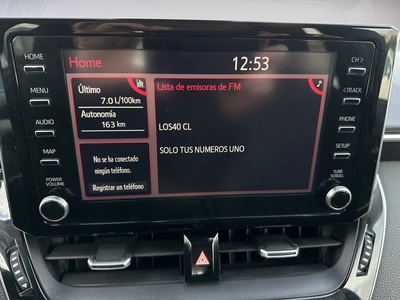 Home
12:53
Último
7.0 L/100km
Autonomía
163 km
No se ha conectado
ningún teléfono.
Registrar un teléfono
Lista de emisoras de FM
LOS40 CL
SOLO TUS NUMEROS UNO
HOME
MENU
AUDIO
MAP
POWER
VOLUME
CH
TRACK
PHONE
SETUP
TUNE
SCROLL